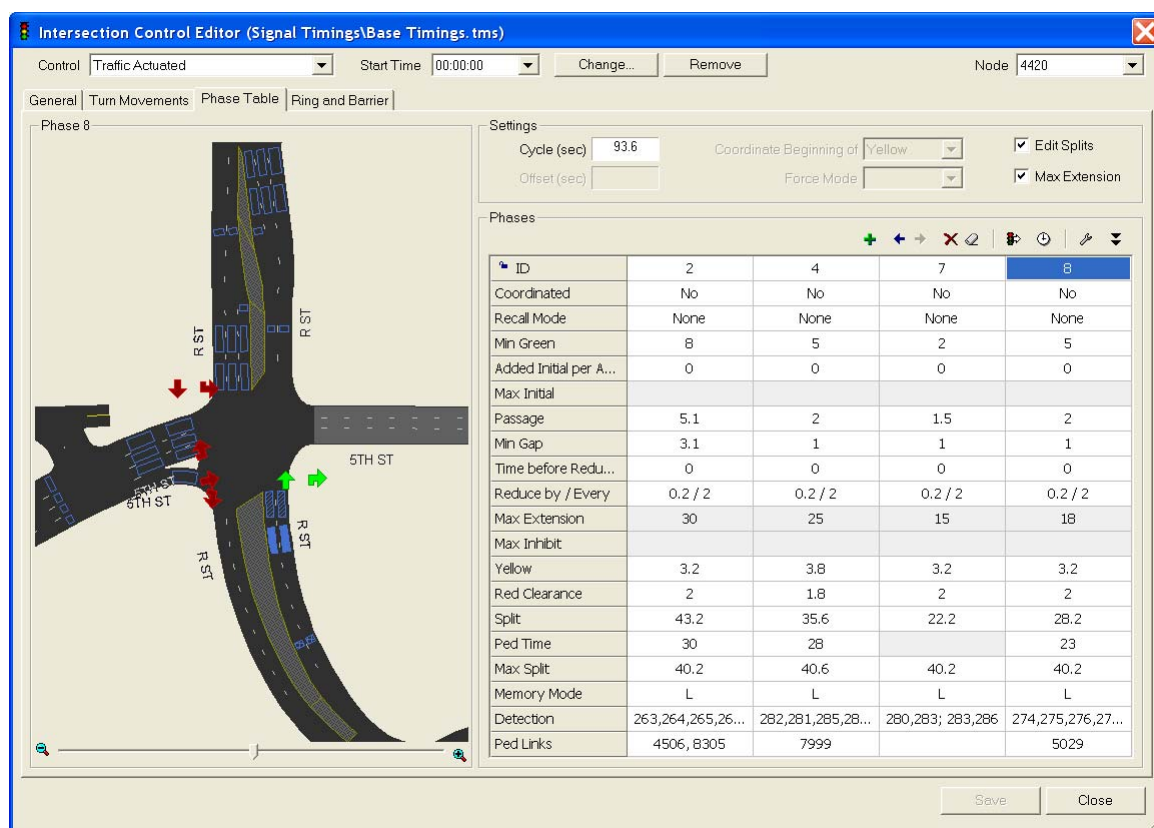 Intersection Control Editor (Signal Timings\Base Timings.tms)
Control Traffic Actuated Start Time 00:00:00 Change... Remove Node 4420
General Turn Movements Phase Table Ring and Barrier
Phase 8
R ST
R ST
5TH ST
5TH ST
R ST
R ST
Settings
Cycle (sec) 93.6 Coordinate Beginning of Yellow Edit Splits
Offset (sec) Force Mode Max Extension
Phases
ID 2 4 7 8
Coordinated No No No No
Recall Mode None None None None
Min Green 8 5 2 5
Added Initial per A... 0 0 0 0
Max Initial
Passage 5.1 2 1.5 2
Min Gap 3.1 1 1 1
Time before Redu... 0 0 0 0
Reduce by / Every 0.2 / 2 0.2 / 2 0.2 / 2 0.2 / 2
Max Extension 30 25 15 18
Max Inhibit
Yellow 3.2 3.8 3.2 3.2
Red Clearance 2 1.8 2 2
Split 43.2 35.6 22.2 28.2
Ped Time 30 28 23
Max Split 40.2 40.6 40.2 40.2
Memory Mode L L L L
Detection 263,264,265,26... 282,281,285,28... 280,283; 283,286 274,275,276,27...
Ped Links 4506, 8305 7999 5029
Save Close